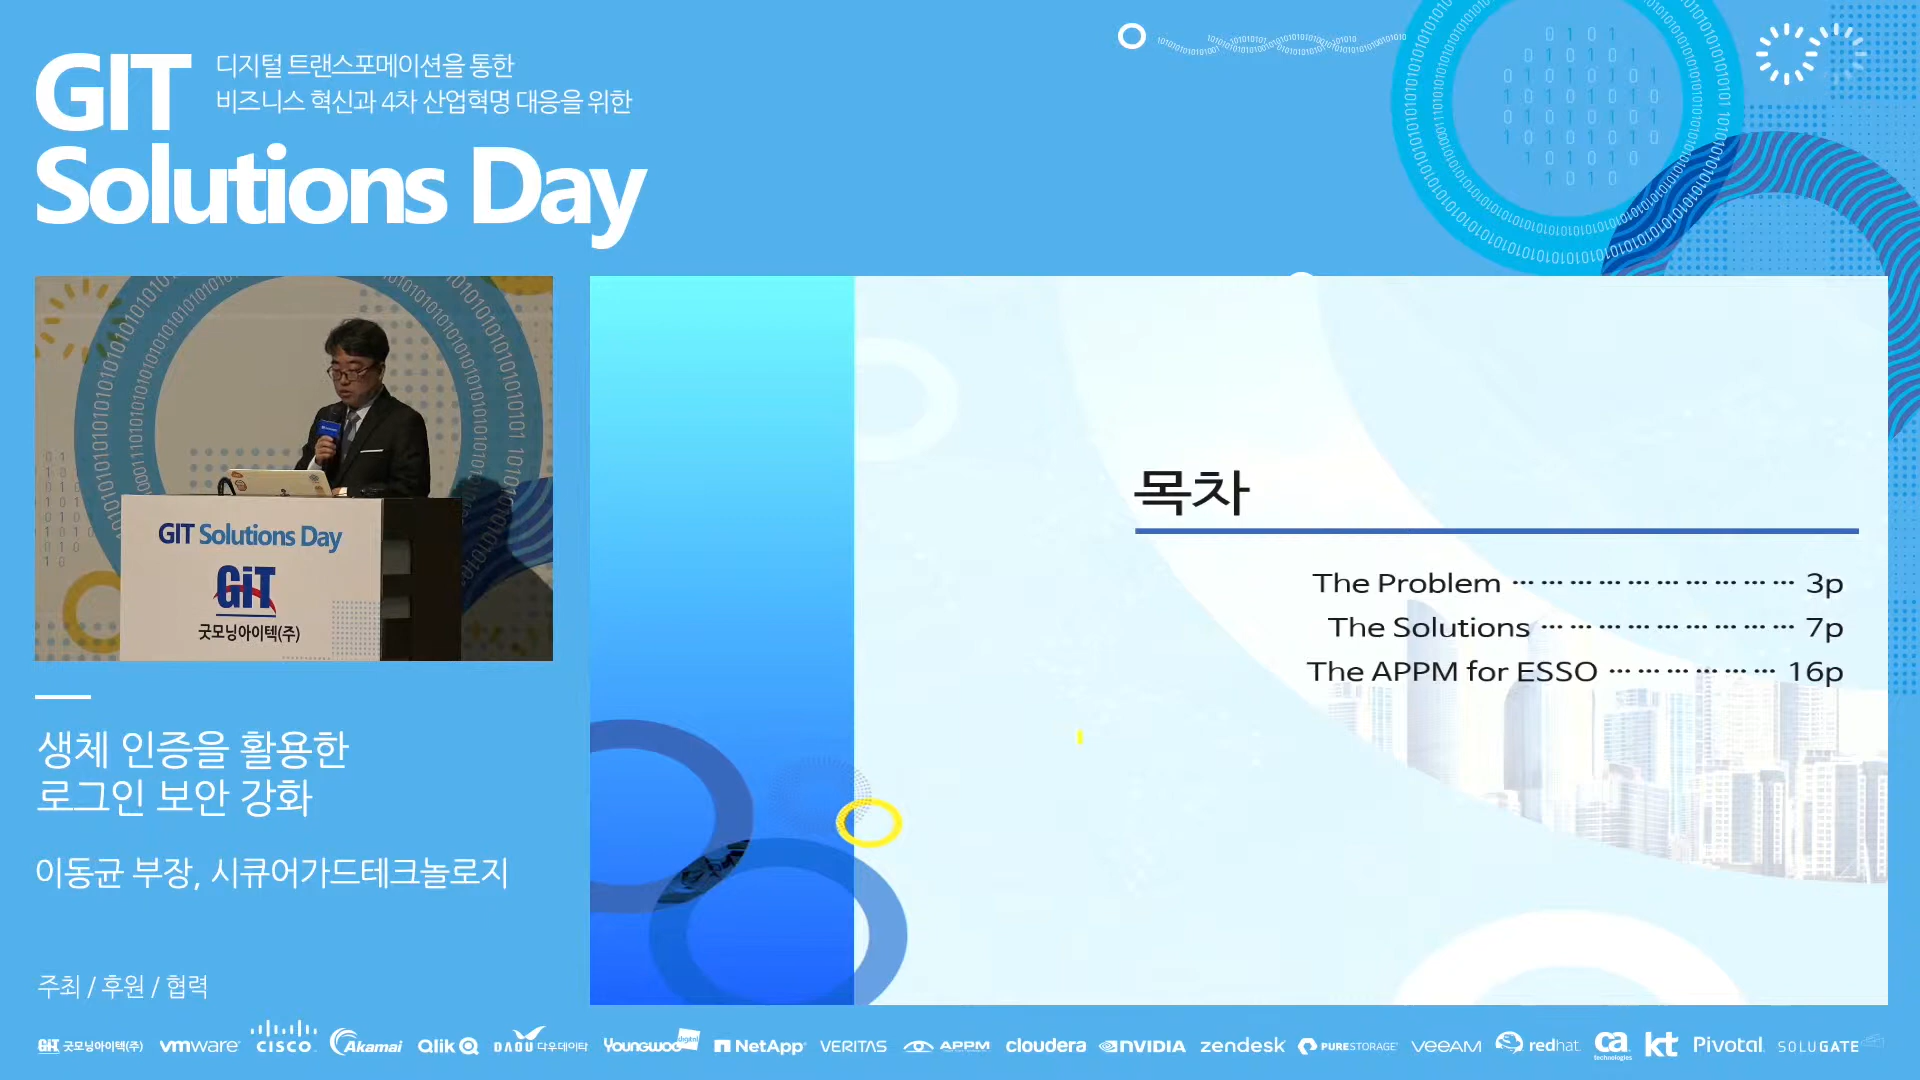 GIT
디지털 트랜스포메이션을 통한
비즈니스 혁신과 4차 산업혁명 대응을 위한
Solutions Day
GIT Solutions Day
GiT
굿모닝아이텍(주)
목차
The Problem ··· ··· ··· ··· ··· ··· ··· ··· ··· ··· 3p
The Solutions ··· ··· ··· ··· ··· ··· ··· ··· ··· 7p
The APPM for ESSO ··· ··· ··· ··· ··· ··· 16p
생체 인증을 활용한
로그인 보안 강화
이동균 부장, 시큐어가드테크놀로지
주최 / 후원 / 협력
GiT 굿모닝아이텍(주) vmware CISCO Akamai Qlik DAOU 다우데이타 Youngwoo digital NetApp VERITAS APPM cloudera NVIDIA zendesk PURESTORAGE VEEAM redhat ca technologies kt Pivotal SOLUGATE